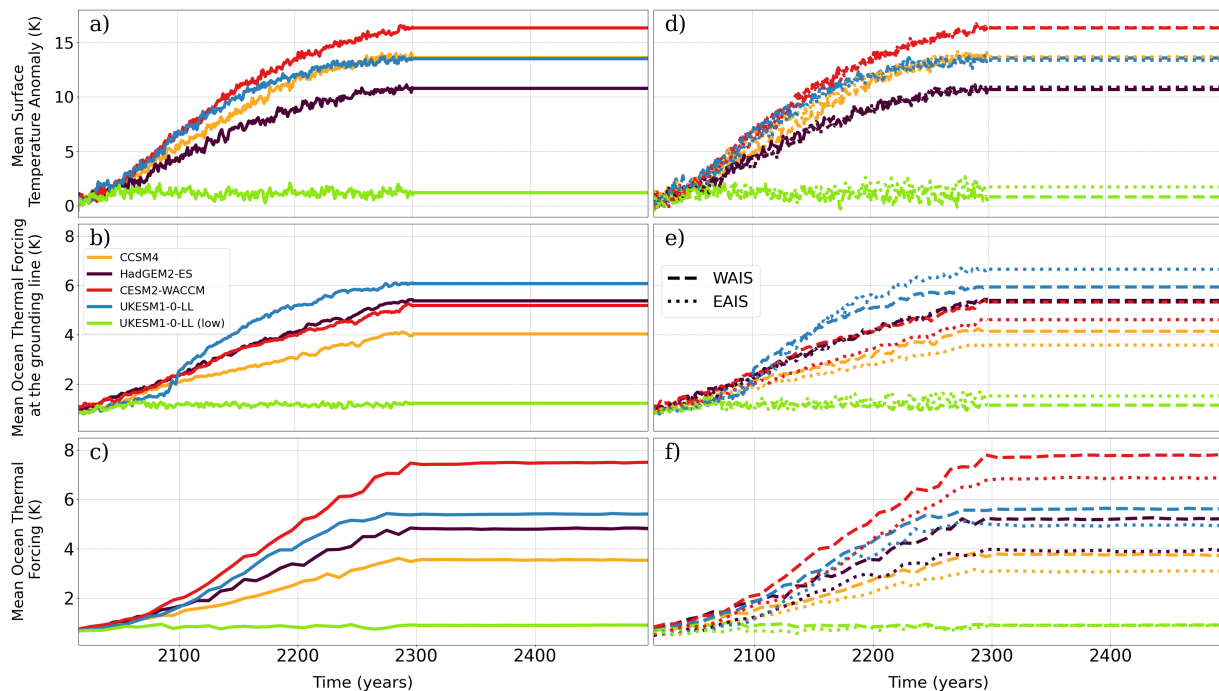 a)
d)
Mean Surface
Temperature Anomaly (K)
15
10
5
0
b)
e)
Mean Ocean Thermal Forcing
at the grounding line (K)
8
6
4
2
CCSM4
HadGEM2-ES
CESM2-WACCM
UKESM1-0-LL
UKESM1-0-LL (low)
WAIS
EAIS
c)
f)
Mean Ocean Thermal
Forcing (K)
8
6
4
2
2100
2200
2300
2400
2100
2200
2300
2400
Time (years)
Time (years)